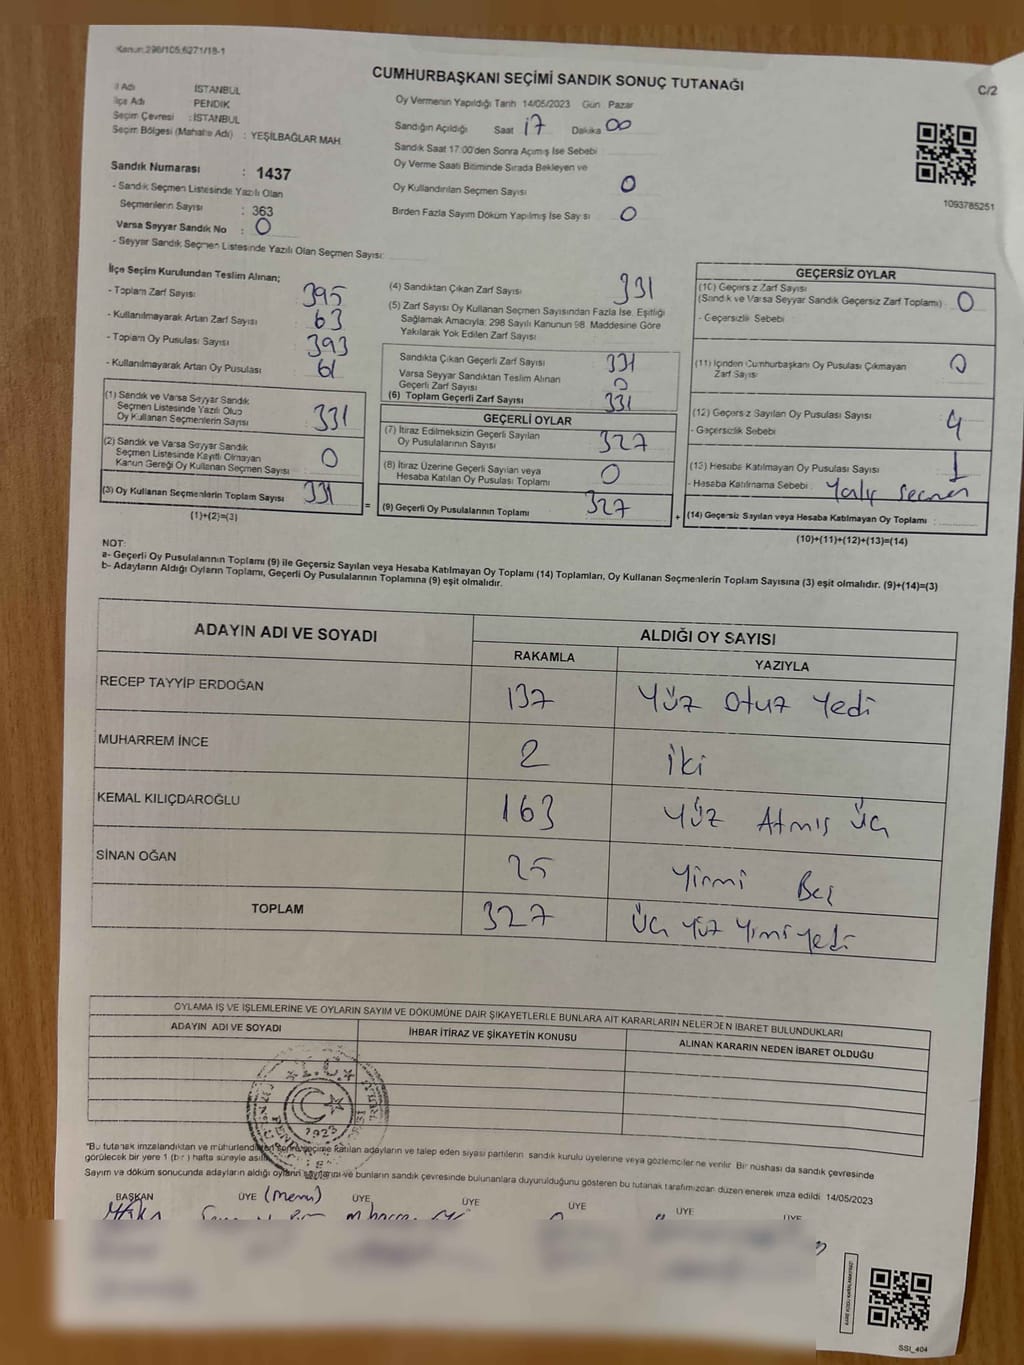 Kanun:298/105;6271/18-1
CUMHURBAŞKANI SEÇİMİ SANDIK SONUÇ TUTANAĞI
C/2
İl Adı İSTANBUL
İlçe Adı PENDİK
Seçim Çevresi : İSTANBUL
Seçim Bölgesi (Mahalle Adı) : YEŞİLBAĞLAR MAH.
Oy Vermenin Yapıldığı Tarih 14/05/2023 Gün Pazar
Sandığın Açıldığı Saat 17 Dakika 00
Sandık Saat 17:00'den Sonra Açımış İse Sebebi
Oy Verme Saati Bitiminde Sırada Bekleyen ve
Oy Kullandırılan Seçmen Sayısı 0
Birden Fazla Sayım Döküm Yapılmış İse Sayısı 0
1093785251
Sandık Numarası : 1437
- Sandık Seçmen Listesinde Yazılı Olan
Seçmenlerin Sayısı : 363
Varsa Seyyar Sandık No : 0
- Seyyar Sandık Seçmen Listesinde Yazılı Olan Seçmen Sayısı:
İlçe Seçim Kurulundan Teslim Alınan;
- Toplam Zarf Sayısı 395
- Kullanılmayarak Artan Zarf Sayısı 63
- Toplam Oy Pusulası Sayısı 393
- Kullanılmayarak Artan Oy Pusulası 61
(1) Sandık ve Varsa Seyyar Sandık
Seçmen Listesinde Yazılı Olup
Oy Kullanan Seçmenlerin Sayısı 331
(2) Sandık ve Varsa Seyyar Sandık
Seçmen Listesinde Kayıtlı Olmayan
Kanun Gereği Oy Kullanan Seçmen Sayısı 0
(3) Oy Kullanan Seçmenlerin Toplam Sayısı 331
(1)+(2)=(3)
=
(4) Sandıktan Çıkan Zarf Sayısı 331
(5) Zarf Sayısı Oy Kullanan Seçmen Sayısından Fazla İse, Eşitliği
Sağlamak Amacıyla; 298 Sayılı Kanunun 98. Maddesine Göre
Yakılarak Yok Edilen Zarf Sayısı
Sandıkta Çıkan Geçerli Zarf Sayısı 331
Varsa Seyyar Sandıktan Teslim Alınan
Geçerli Zarf Sayısı 0
(6) Toplam Geçerli Zarf Sayısı 331
GEÇERLİ OYLAR
(7) İtiraz Edilmeksizin Geçerli Sayılan
Oy Pusulalarının Sayısı 327
(8) İtiraz Üzerine Geçerli Sayılan veya
Hesaba Katılan Oy Pusulası Toplamı 0
(9) Geçerli Oy Pusulalarının Toplamı 327
+
GEÇERSİZ OYLAR
(10) Geçersiz Zarf Sayısı
(Sandık ve Varsa Seyyar Sandık Geçersiz Zarf Toplamı) 0
- Geçersizlik Sebebi
(11) İçinden Cumhurbaşkanı Oy Pusulası Çıkmayan
Zarf Sayısı 0
(12) Geçersiz Sayılan Oy Pusulası Sayısı 4
- Geçersizlik Sebebi
(13) Hesaba Katılmayan Oy Pusulası Sayısı 1
- Hesaba Katılmama Sebebi
(14) Geçersiz Sayılan veya Hesaba Katılmayan Oy Toplamı
(10)+(11)+(12)+(13)=(14)
NOT:
a- Geçerli Oy Pusulalarının Toplamı (9) ile Geçersiz Sayılan veya Hesaba Katılmayan Oy Toplamı (14) Toplamları, Oy Kullanan Seçmenlerin Toplam Sayısına (3) eşit olmalıdır. (9)+(14)=(3)
b- Adayların Aldığı Oyların Toplamı, Geçerli Oy Pusulalarının Toplamına (9) eşit olmalıdır.
ADAYIN ADI VE SOYADI ALDIĞI OY SAYISI
RAKAMLA YAZIYLA
RECEP TAYYİP ERDOĞAN 137 Yüz Otuz Yedi
MUHARREM İNCE 2 iki
KEMAL KILIÇDAROĞLU 163 Yüz Atmış Üç
SİNAN OĞAN 25 Yirmi Beş
TOPLAM 327 Üç Yüz Yirmi yedi
OYLAMA İŞ VE İŞLEMLERİNE VE OYLARIN SAYIM VE DÖKÜMÜNE DAİR ŞİKAYETLERLE BUNLARA AİT KARARLARIN NELERDEN İBARET BULUNDUKLARI
ADAYIN ADI VE SOYADI İHBAR İTİRAZ VE ŞİKAYETİN KONUSU ALINAN KARARIN NEDEN İBARET OLDUĞU
T.C.
1923
"Bu tutanak imzalandıktan ve mühürlendikten sonra seçime katılan adayların ve talep eden siyasi partilerin sandık kurulu üyelerine veya gözlemcilerine verilir. Bir nüshası da sandık çevresinde
görülecek bir yere 1 (bir) hafta süreyle asılır.
Sayım ve döküm sonucunda adayların aldığı oyların sayılarını ve bunların sandık çevresinde bulunanlara duyurulduğunu gösteren bu tutanak tarafımızdan düzenlenerek imza edildi. 14/05/2023
BAŞKAN ÜYE (Memur) ÜYE ÜYE ÜYE ÜYE ÜYE
SSI_404